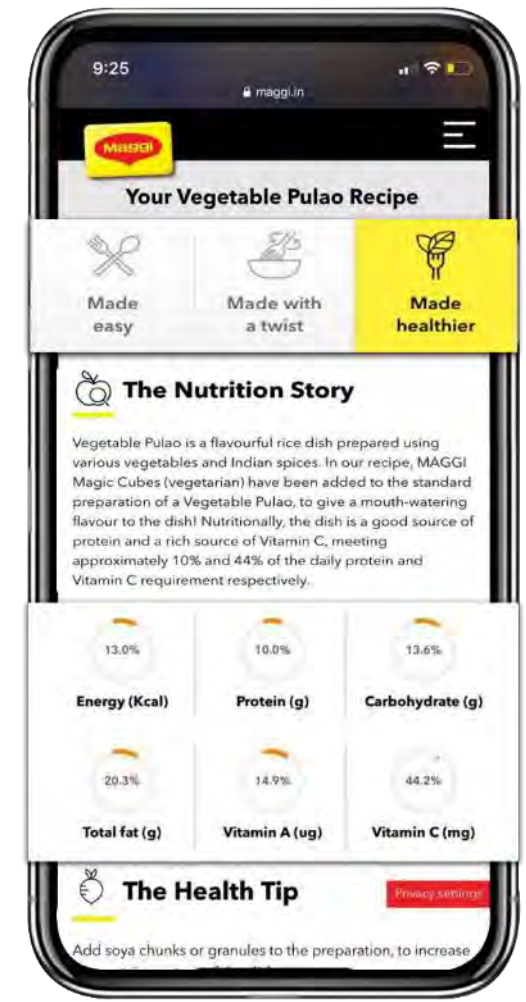 9:25
maggi.in
Maggi
Your Vegetable Pulao Recipe
Made
easy
Made with
a twist
Made
healthier
The Nutrition Story
Vegetable Pulao is a flavourful rice dish prepared using
various vegetables and Indian spices. In our recipe, MAGGI
Magic Cubes (vegetarian) have been added to the standard
preparation of a Vegetable Pulao, to give a mouth-watering
flavour to the dish! Nutritionally, the dish is a good source of
protein and a rich source of Vitamin C, meeting
approximately 10% and 44% of the daily protein and
Vitamin C requirement respectively.
13.0%
10.0%
13.6%
Energy (Kcal)
Protein (g)
Carbohydrate (g)
20.3%
14.9%
44.2%
Total fat (g)
Vitamin A (ug)
Vitamin C (mg)
The Health Tip
Privacy settings
Add soya chunks or granules to the preparation, to increase